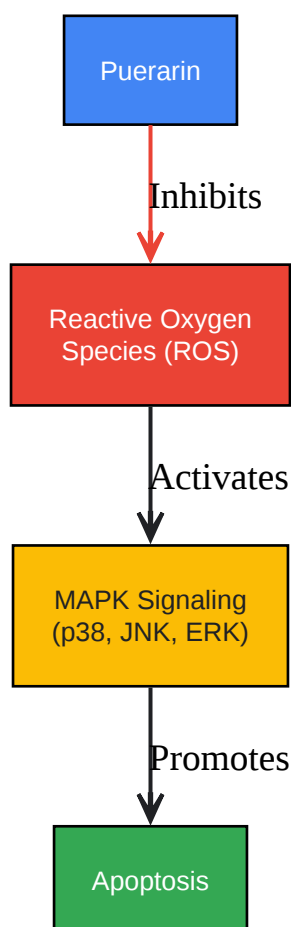 Puerarin
Inhibits
Reactive Oxygen
Species (ROS)
Activates
MAPK Signaling
(p38, JNK, ERK)
Promotes
Apoptosis